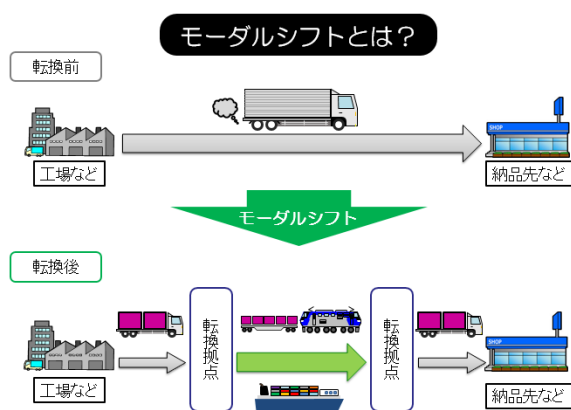 モーダルシフトとは？
転換前
工場など
SHOP
納品先など
モーダルシフト
転換後
転換拠点
転換拠点
工場など
SHOP
納品先など